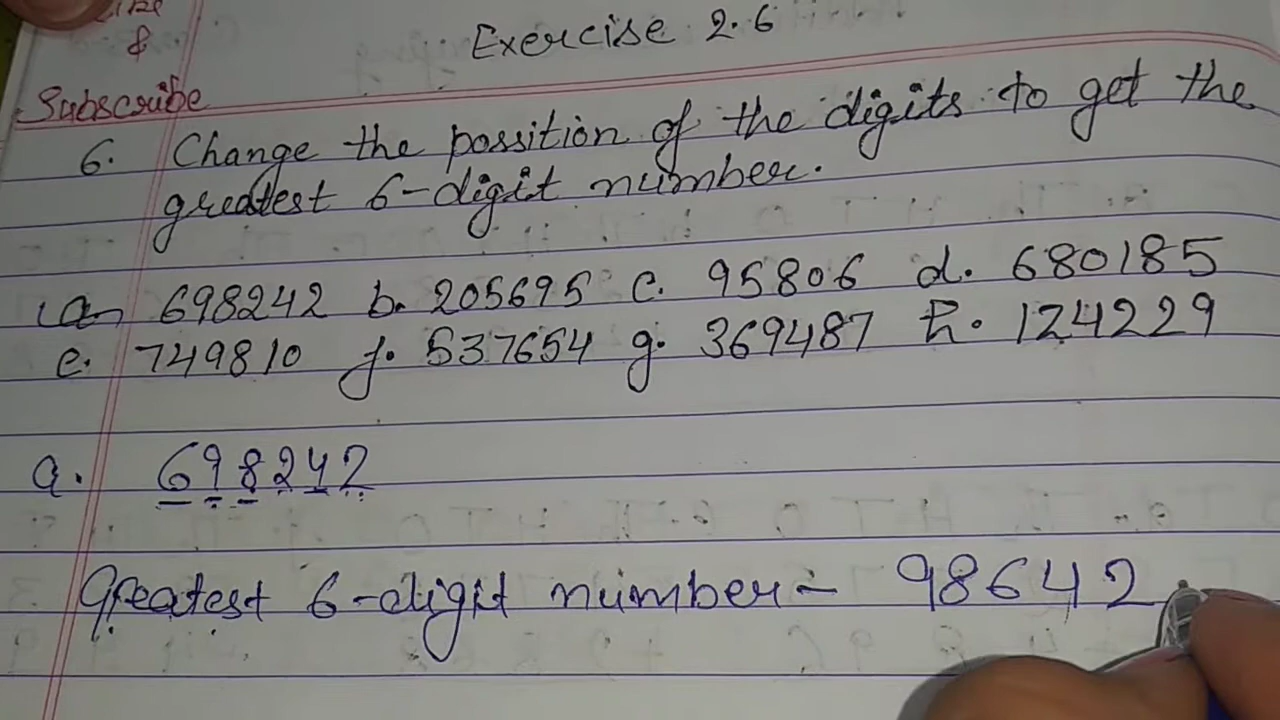 &
Exercise 2.6
Subscribe
6. Change the possition of the digits to get the
greatest 6-digit number.
a 698242 b. 205695 c. 95806 d. 680185
e. 749810 f. 537654 g. 369487 h. 124229
a. 698242
Greatest 6-digit number - 98642